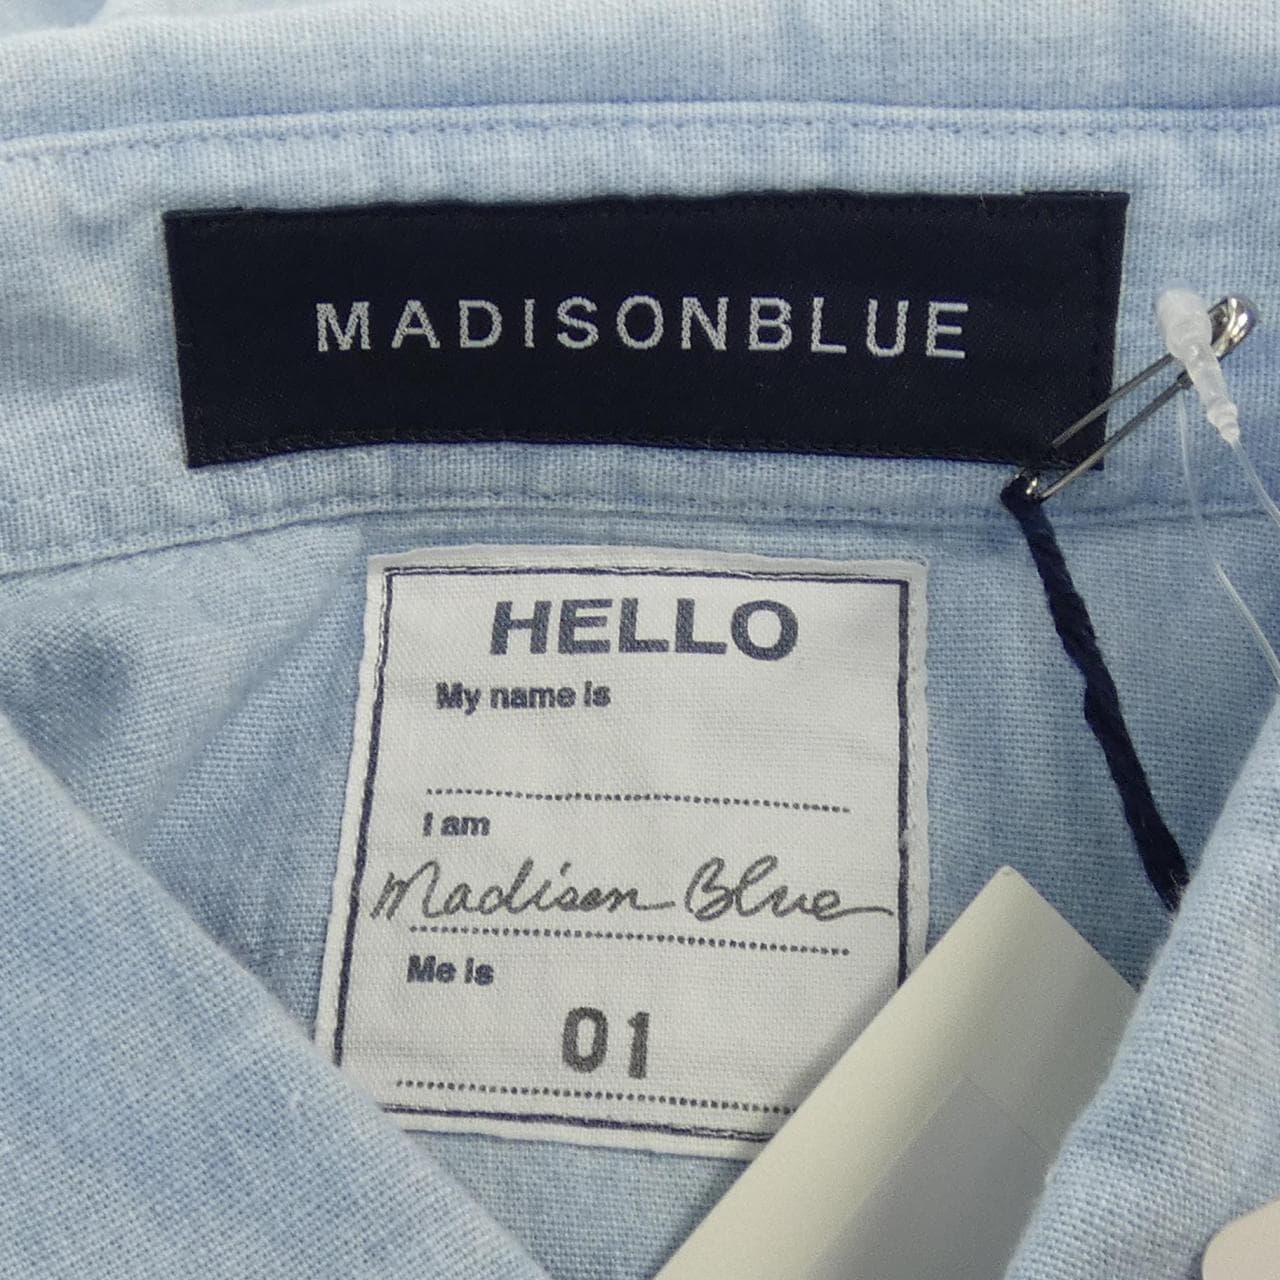 MADISONBLUE
HELLO
My name is
I am
Madison Blue
Me is
01